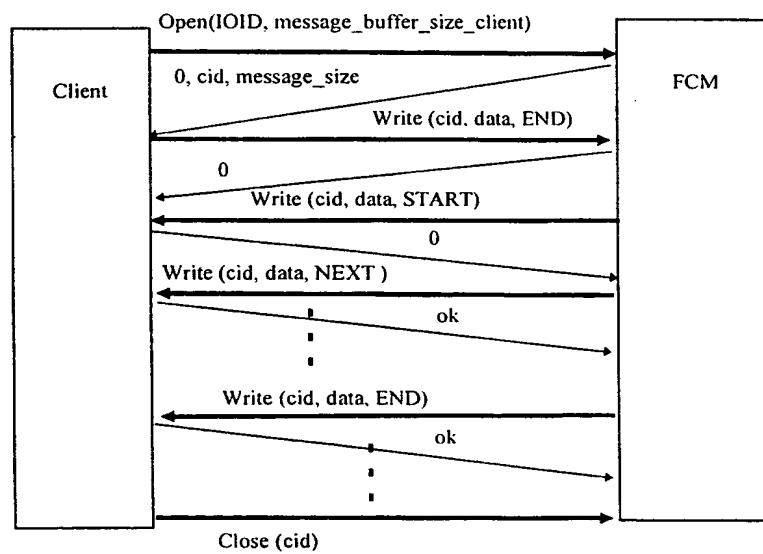 Open(IOID, message_buffer_size_client)
Client
FCM
0, cid, message_size
Write (cid, data, END)
0
Write (cid, data, START)
0
Write (cid, data, NEXT )
ok
Write (cid, data, END)
ok
Close (cid)